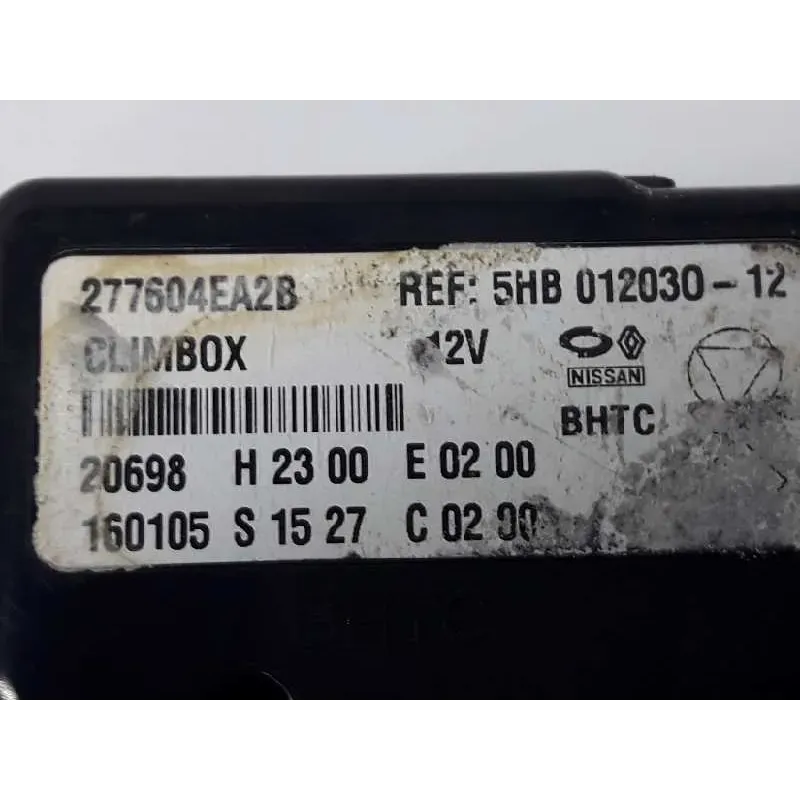 277604EA2B REF: 5HB 012030-12
CLIMBOX 12V
NISSAN
BHTC
20698 H 23 00 E 02 00
160105 S 15 27 C 02 00